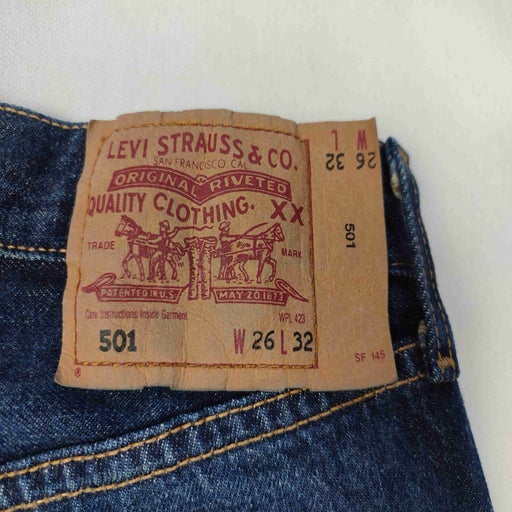 LEVI STRAUSS & CO.
SAN FRANCISCO, CAL
ORIGINAL RIVETED
QUALITY CLOTHING. XX
TRADE MARK
PATENTED IN U.S. MAY 20 1873
Care Instructions Inside Garment
WPL 423
501 W 26 L 32
W L
26 32
501
SF 145